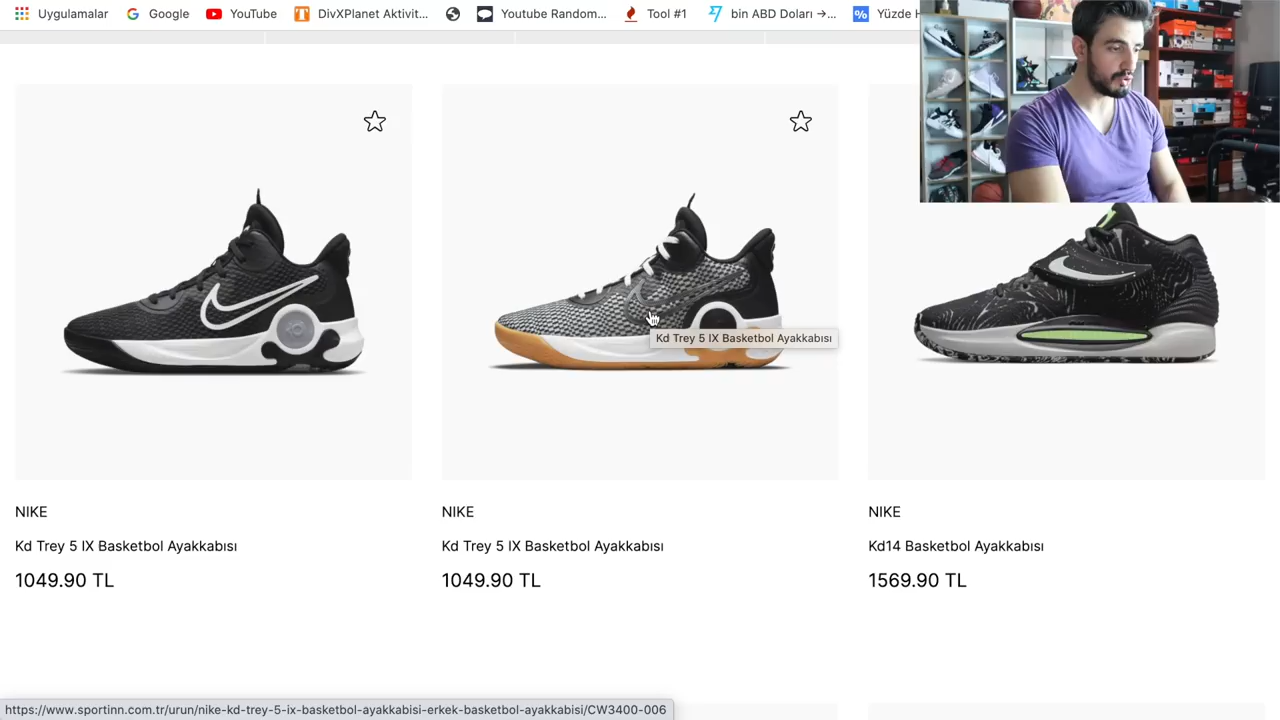 Uygulamalar Google YouTube DivXPlanet Aktivit... Youtube Random... Tool #1 bin ABD Doları →... % Yüzde H
Kd Trey 5 IX Basketbol Ayakkabısı
NIKE NIKE NIKE
Kd Trey 5 IX Basketbol Ayakkabısı Kd Trey 5 IX Basketbol Ayakkabısı Kd14 Basketbol Ayakkabısı
1049.90 TL 1049.90 TL 1569.90 TL
https://www.sportinn.com.tr/urun/nike-kd-trey-5-ix-basketbol-ayakkabisi-erkek-basketbol-ayakkabisi/CW3400-006